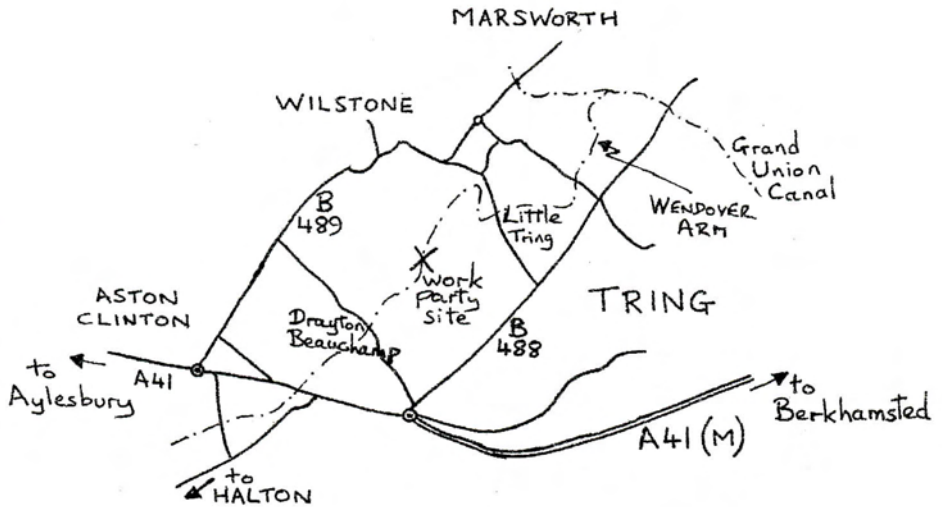 MARSWORTH
WILSTONE
Grand
Union
Canal
B
489
Little
Tring
WENDOVER
ARM
work
party
site
TRING
ASTON
CLINTON
Drayton
Beauchamp
B
488
to
Aylesbury
A41
to
Berkhamsted
A41 (M)
to
HALTON